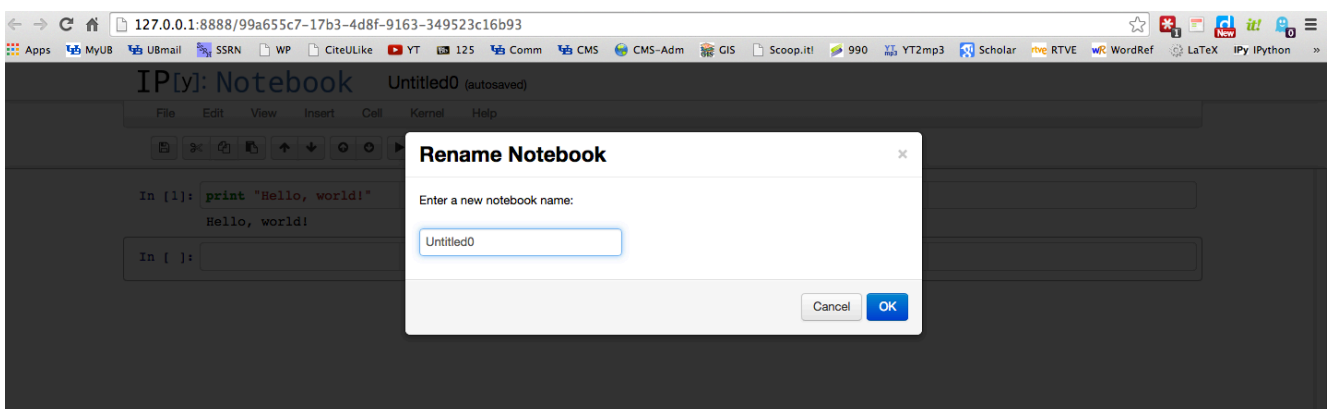 127.0.0.1:8888/99a655c7-17b3-4d8f-9163-349523c16b93
Apps MyUB UBmail SSRN WP CiteULike YT 125 Comm CMS CMS-Adm GIS Scoop.it! 990 YT2mp3 Scholar RTVE WordRef LaTeX IPython »
IP[y]: Notebook Untitled0 (autosaved)
File Edit View Insert Cell Kernel Help
Rename Notebook ×
Enter a new notebook name:
Untitled0
Cancel OK
In [1]: print "Hello, world!"
Hello, world!
In [ ]: